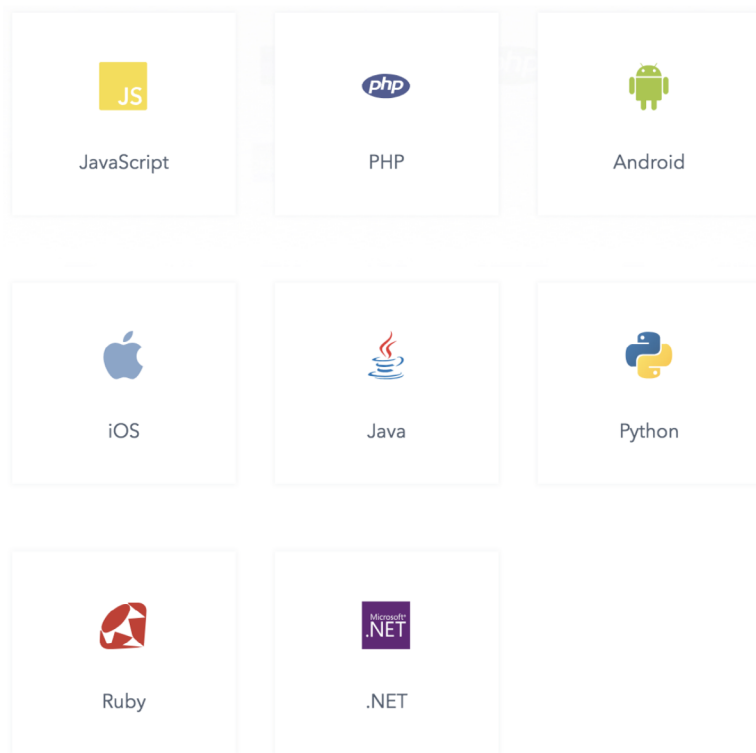 JS
php
JavaScript
PHP
Android
iOS
Java
Python
Microsoft®
.NET
Ruby
.NET